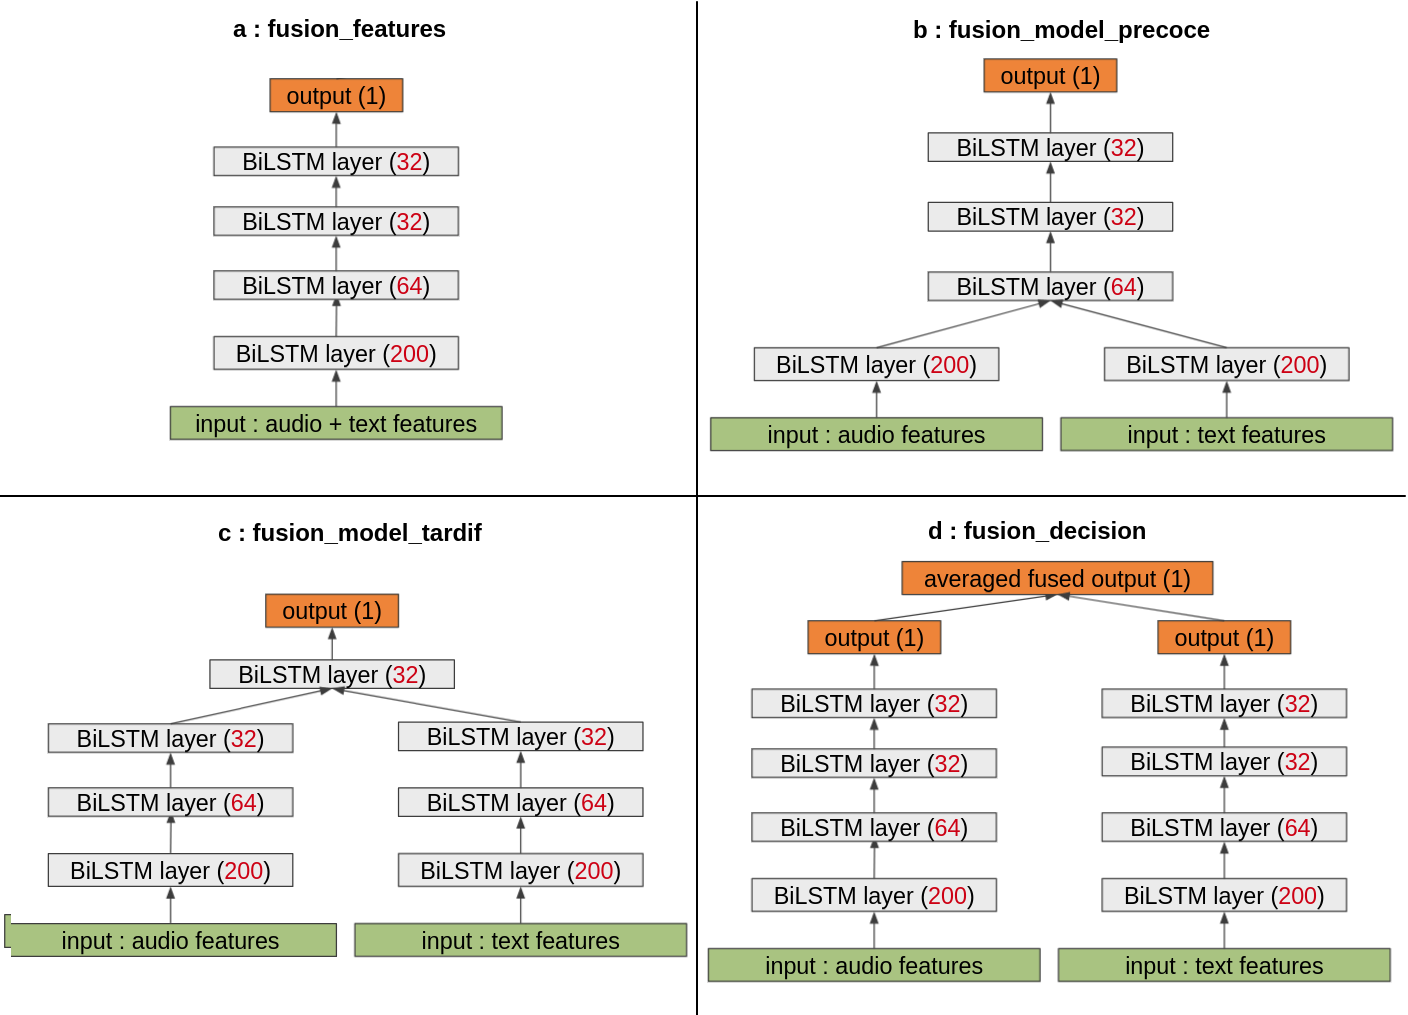 a : fusion_features
output (1)
BiLSTM layer (32)
BiLSTM layer (32)
BiLSTM layer (64)
BiLSTM layer (200)
input : audio + text features
b : fusion_model_precoce
output (1)
BiLSTM layer (32)
BiLSTM layer (32)
BiLSTM layer (64)
BiLSTM layer (200)
BiLSTM layer (200)
input : audio features
input : text features
c : fusion_model_tardif
output (1)
BiLSTM layer (32)
BiLSTM layer (32)
BiLSTM layer (32)
BiLSTM layer (64)
BiLSTM layer (64)
BiLSTM layer (200)
BiLSTM layer (200)
input : audio features
input : text features
d : fusion_decision
averaged fused output (1)
output (1)
output (1)
BiLSTM layer (32)
BiLSTM layer (32)
BiLSTM layer (32)
BiLSTM layer (32)
BiLSTM layer (64)
BiLSTM layer (64)
BiLSTM layer (200)
BiLSTM layer (200)
input : audio features
input : text features